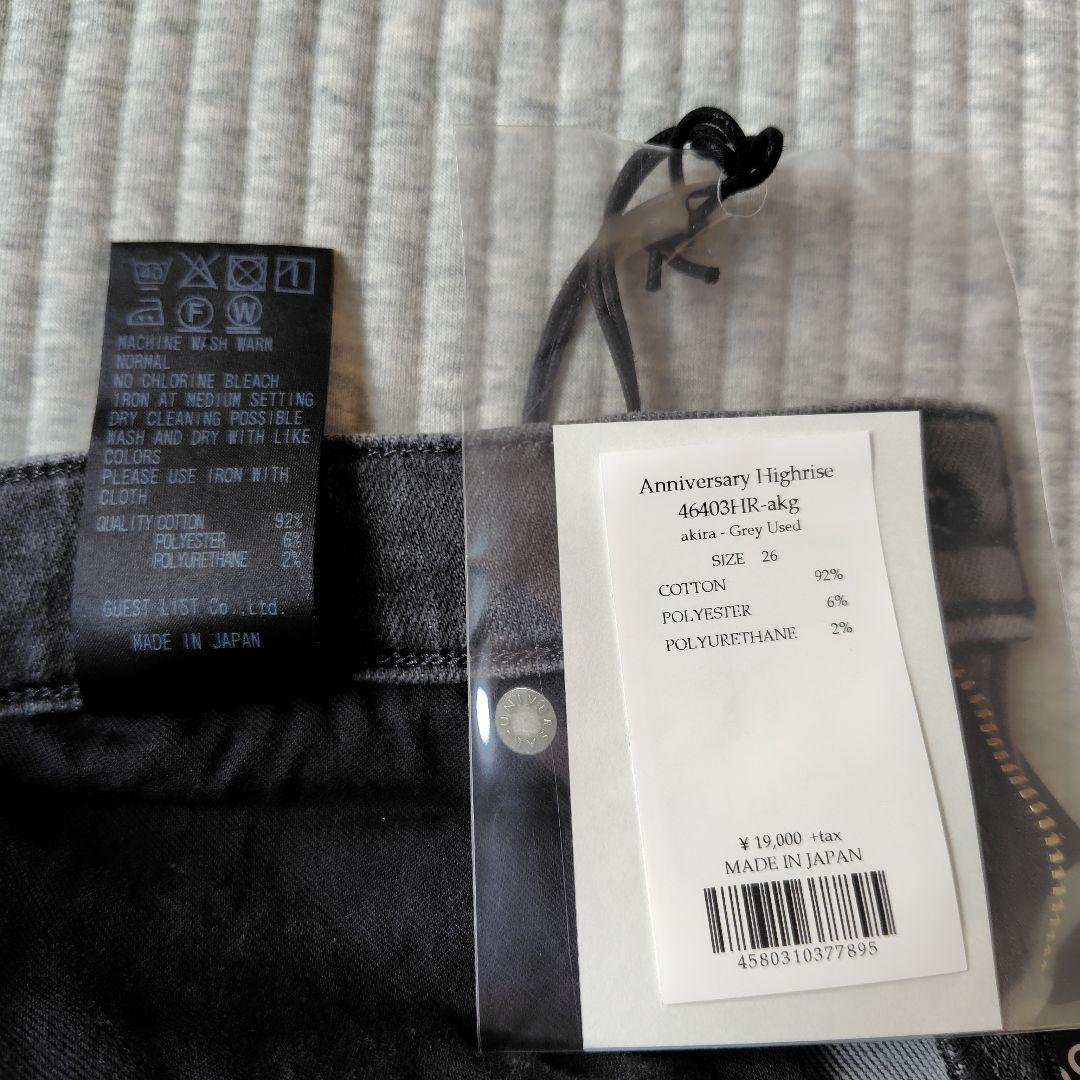 40
F
W
MACHINE WASH WARM
NORMAL
NO CHLORINE BLEACH
IRON AT MEDIUM SETTING
DRY CLEANING POSSIBLE
WASH AND DRY WITH LIKE
COLORS
PLEASE USE IRON WITH
CLOTH
QUALITY COTTON 92%
POLYESTER 6%
POLYURETHANE 2%
GUEST LIST Co.,Ltd.
MADE IN JAPAN
Anniversary Highrise
46403HR-akg
akira - Grey Used
SIZE 26
COTTON 92%
POLYESTER 6%
POLYURETHANE 2%
¥ 19,000 +tax
MADE IN JAPAN
4580310377895